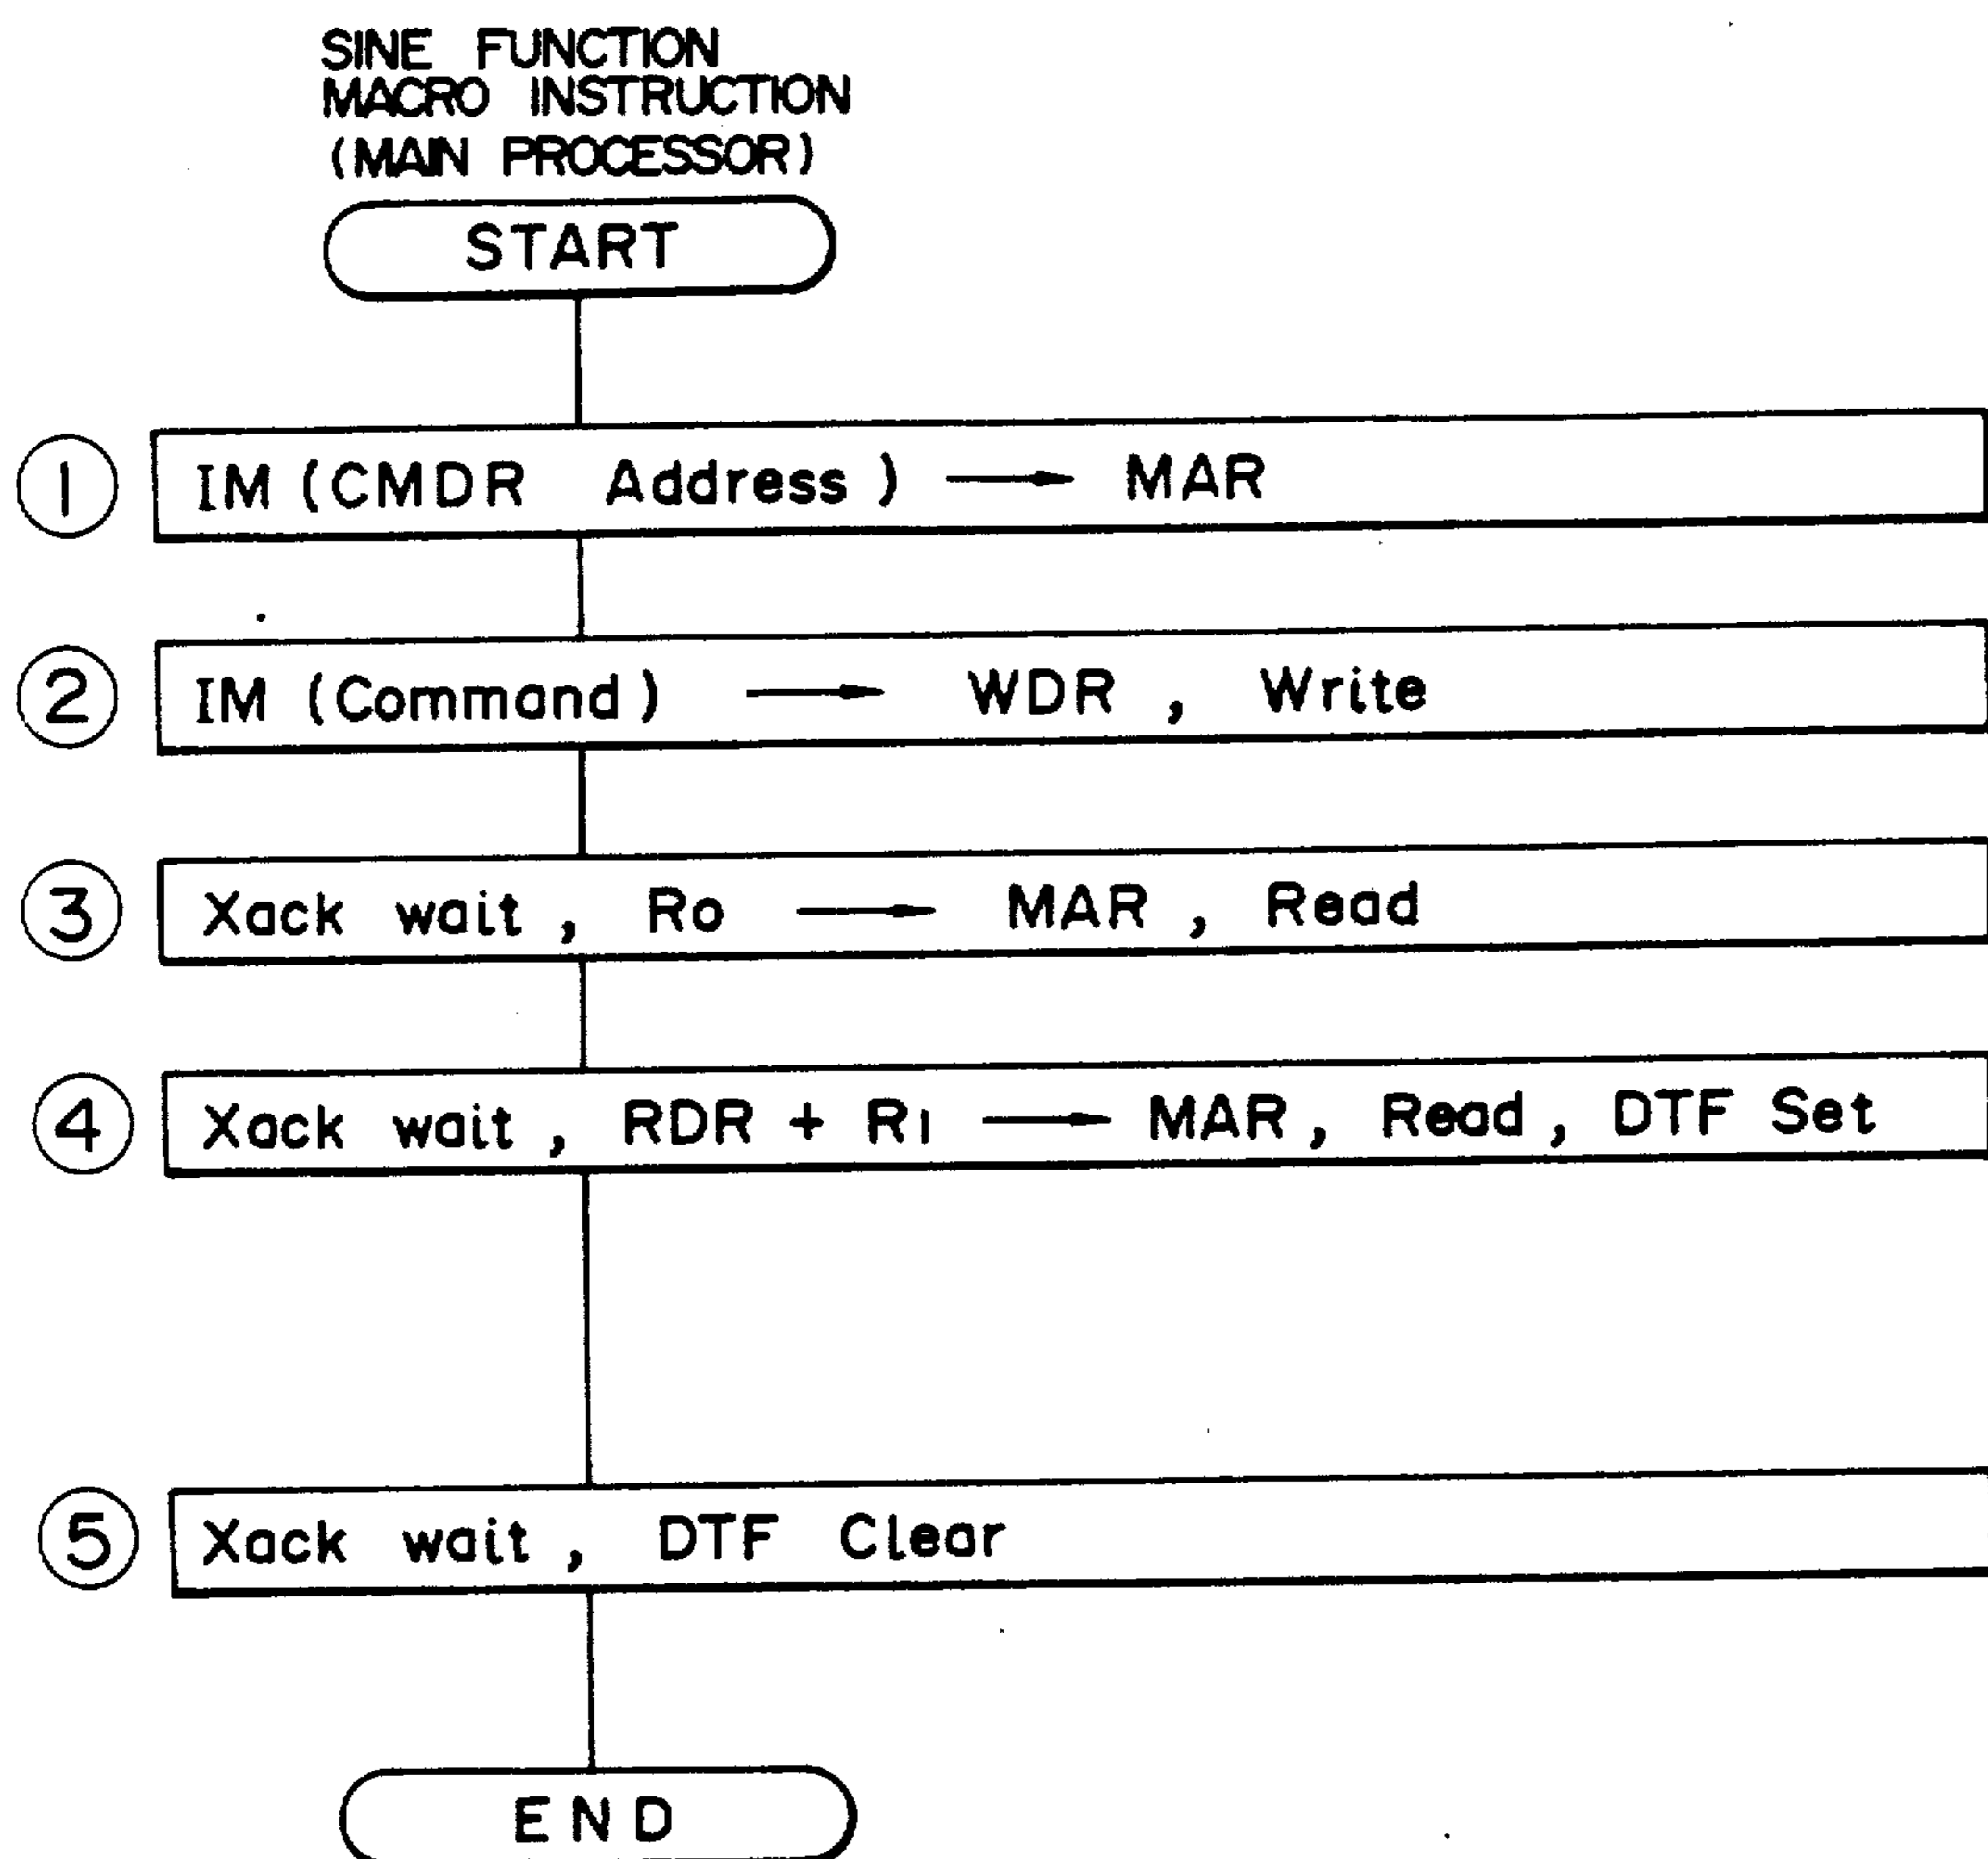 SINE FUNCTION
MACRO INSTRUCTION
(MAIN PROCESSOR)
START
1 IM (CMDR Address) → MAR
2 IM (Command) → WDR, Write
3 Xack wait, Ro → MAR, Read
4 Xack wait, RDR + R1 → MAR, Read, DTF Set
5 Xack wait, DTF Clear
END